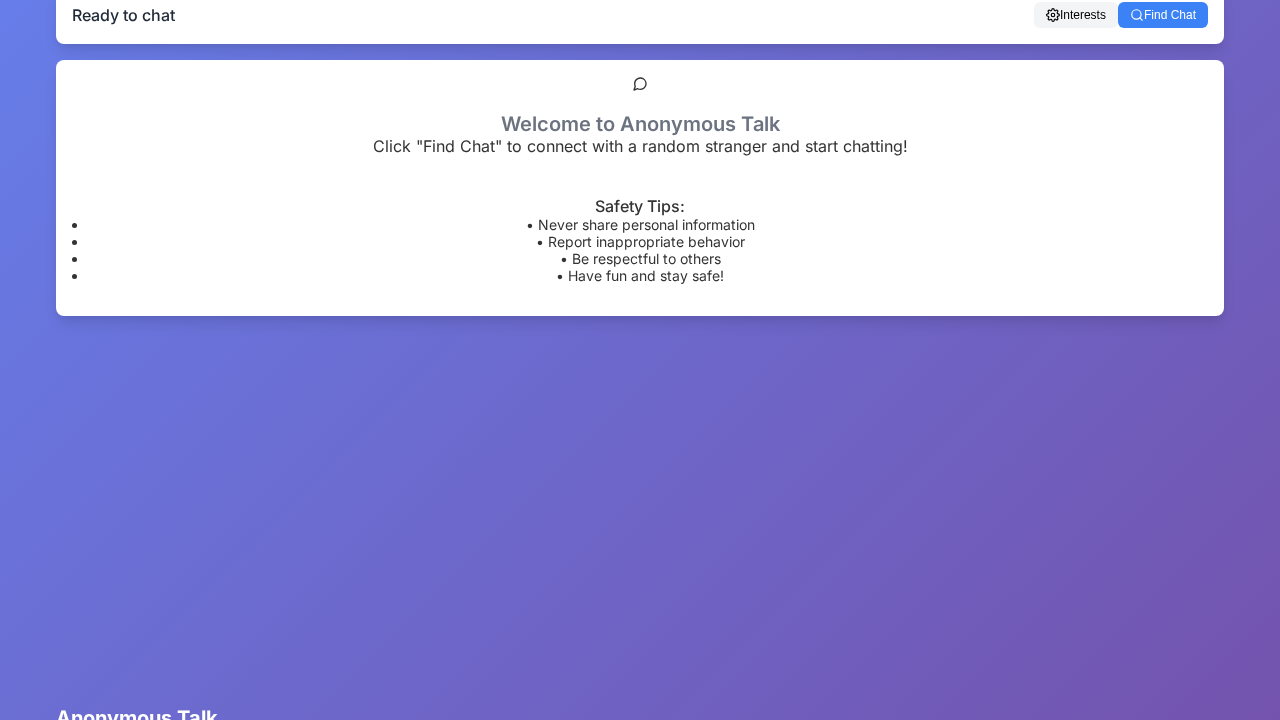 Ready to chat
Interests
Find Chat
Welcome to Anonymous Talk
Click "Find Chat" to connect with a random stranger and start chatting!
Safety Tips:
• Never share personal information
• Report inappropriate behavior
• Be respectful to others
• Have fun and stay safe!
Anonymous Talk